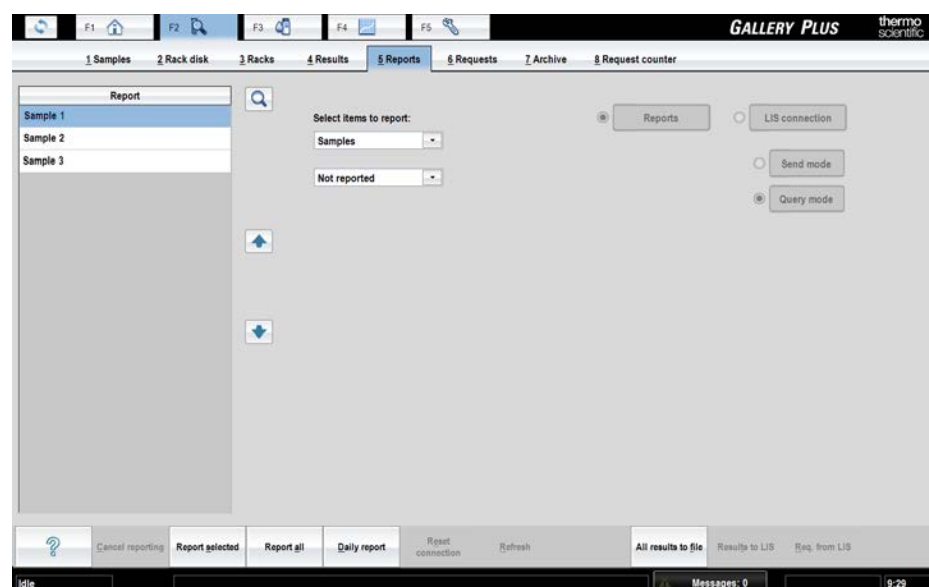 F1 F2 F3 F4 F5 GALLERY PLUS thermo
scientific
1 Samples 2 Rack disk 3 Racks 4 Results 5 Reports 6 Requests 7 Archive 8 Request counter
Report
Sample 1
Sample 2
Sample 3
Select items to report:
Samples
Not reported
Reports LIS connection
Send mode
Query mode
? Cancel reporting Report selected Report all Daily report Reset connection Refresh All results to file Results to LIS Req. from LIS
Idle Messages: 0 9:29